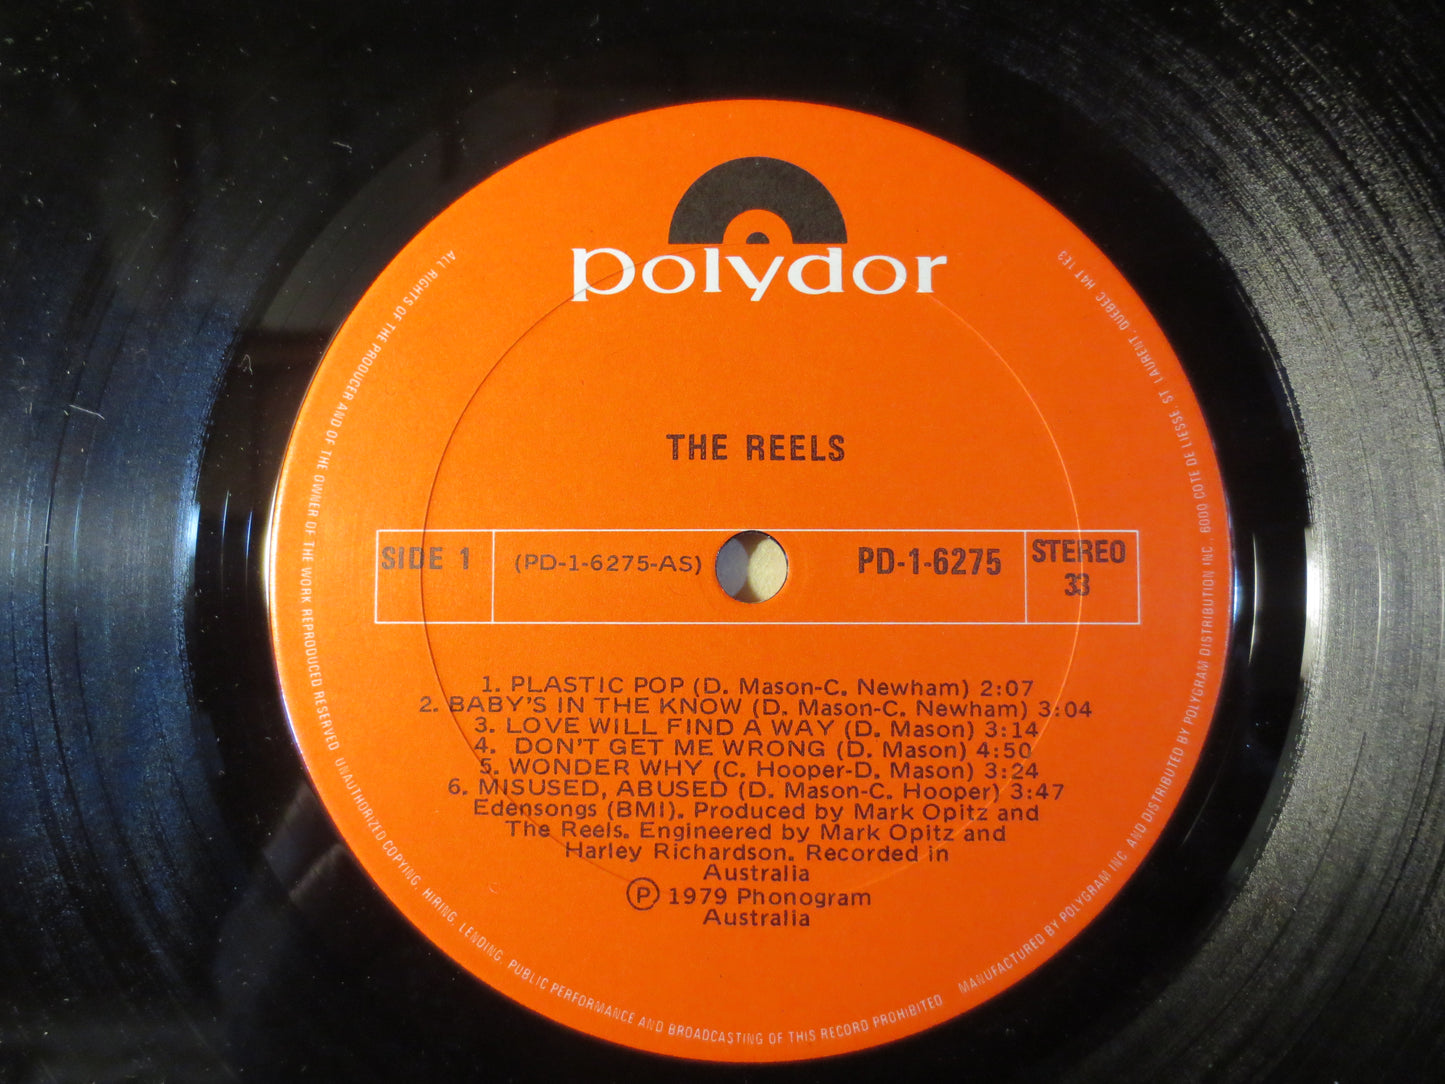 polydor
THE REELS
SIDE 1
(PD-1-6275-AS)
PD-1-6275
STEREO
33
1. PLASTIC POP (D. Mason-C. Newham) 2:07
2. BABY'S IN THE KNOW (D. Mason-C. Newham) 3:04
3. LOVE WILL FIND A WAY (D. Mason) 3:14
4. DON'T GET ME WRONG (D. Mason) 4:50
5. WONDER WHY (C. Hooper-D. Mason) 3:24
6. MISUSED, ABUSED (D. Mason-C. Hooper) 3:47
Edensongs (BMI). Produced by Mark Opitz and
The Reels. Engineered by Mark Opitz and
Harley Richardson. Recorded in
Australia
Ⓟ 1979 Phonogram
Australia
ALL RIGHTS OF THE PRODUCER AND OF THE OWNER OF THE WORK REPRODUCED RESERVED. UNAUTHORIZED COPYING, HIRING, LENDING, PUBLIC PERFORMANCE AND BROADCASTING OF THIS RECORD PROHIBITED
MANUFACTURED BY POLYGRAM INC. AND DISTRIBUTED BY POLYGRAM DISTRIBUTION INC., 6000 COTE DE LIESSE ST LAURENT, QUEBEC H4T 1E3